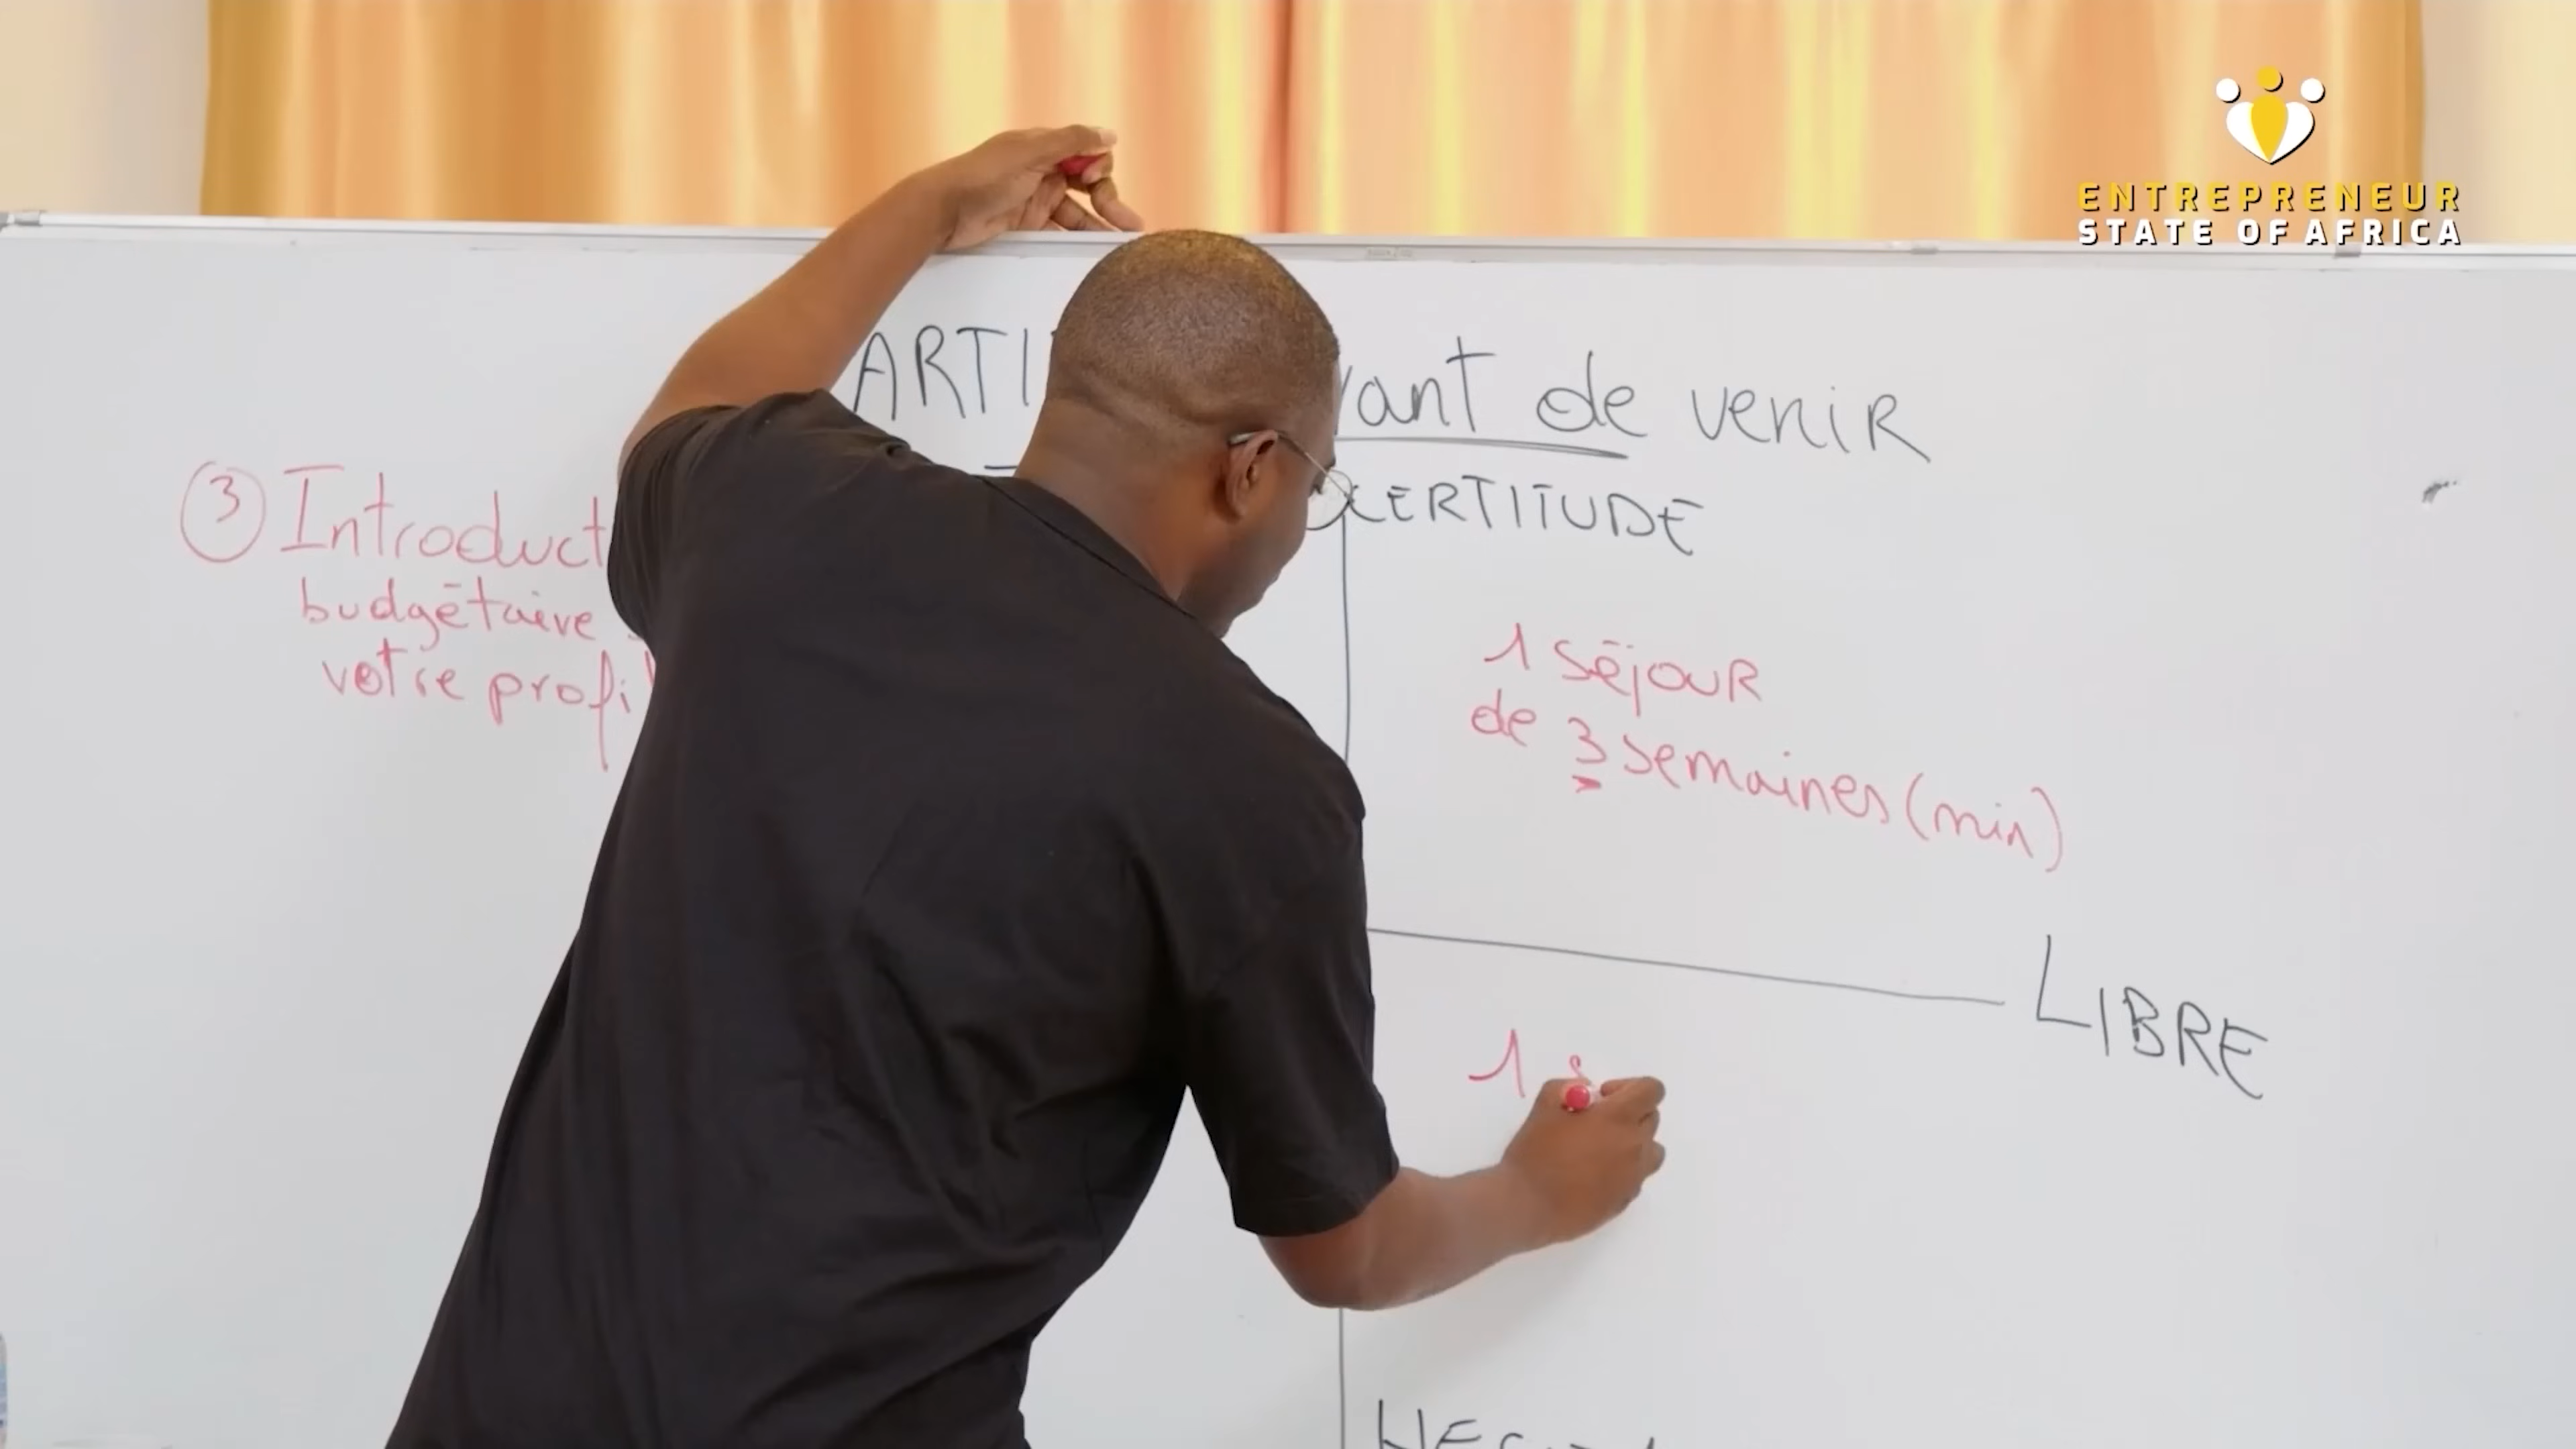 ENTREPRENEUR
STATE OF AFRICA
ARTI vant de venir
CERTITUDE
3 Introduct
budgétaire
votre profil
1 séjour
de 3 semaines (min)
LIBRE
1 s